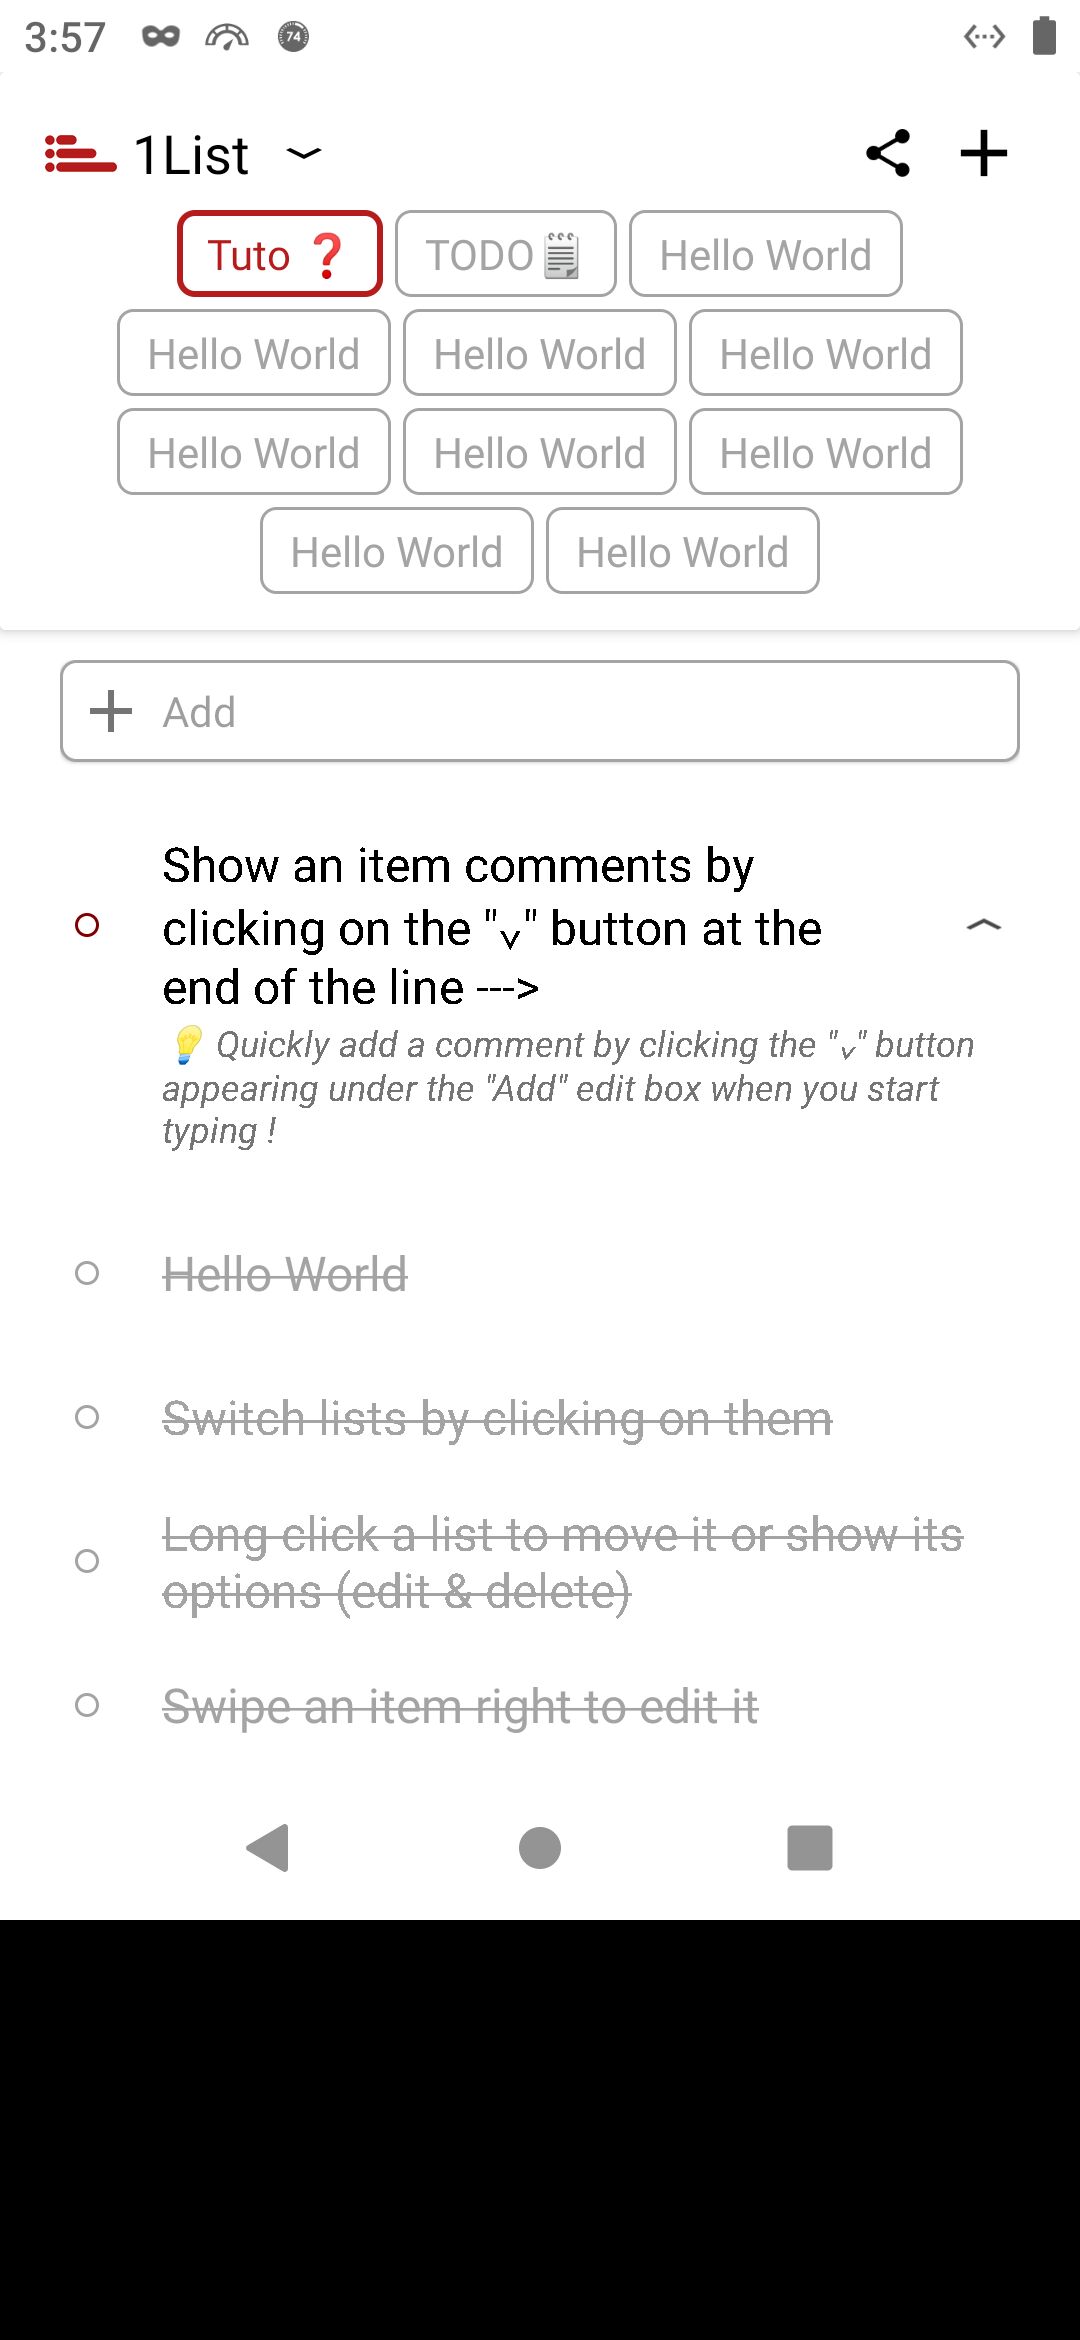 3:57
74
1List
Tuto ❓ TODO🗒 Hello World
Hello World Hello World Hello World
Hello World Hello World Hello World
Hello World Hello World
Add
Show an item comments by
clicking on the "˅" button at the
end of the line --->
💡 Quickly add a comment by clicking the "˅" button
appearing under the "Add" edit box when you start
typing !
Hello World
Switch lists by clicking on them
Long click a list to move it or show its
options (edit & delete)
Swipe an item right to edit it